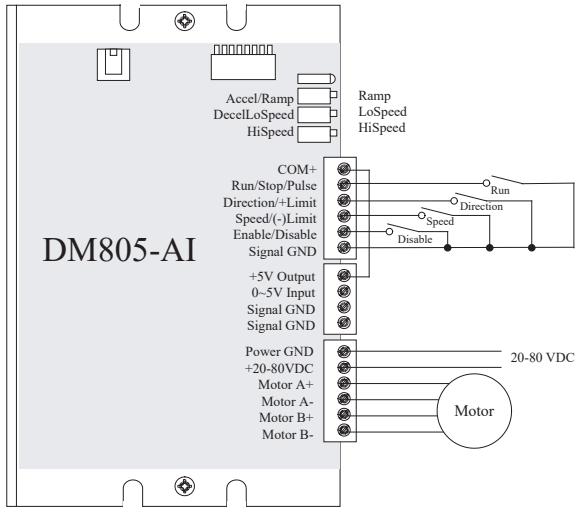 Accel/Ramp
Ramp
DecelLoSpeed
LoSpeed
HiSpeed
HiSpeed
COM+
Run/Stop/Pulse
Run
Direction/+Limit
Direction
Speed/(-)Limit
Speed
Enable/Disable
Disable
Signal GND
DM805-AI
+5V Output
0~5V Input
Signal GND
Signal GND
Power GND
20-80 VDC
+20-80VDC
Motor A+
Motor A-
Motor
Motor B+
Motor B-